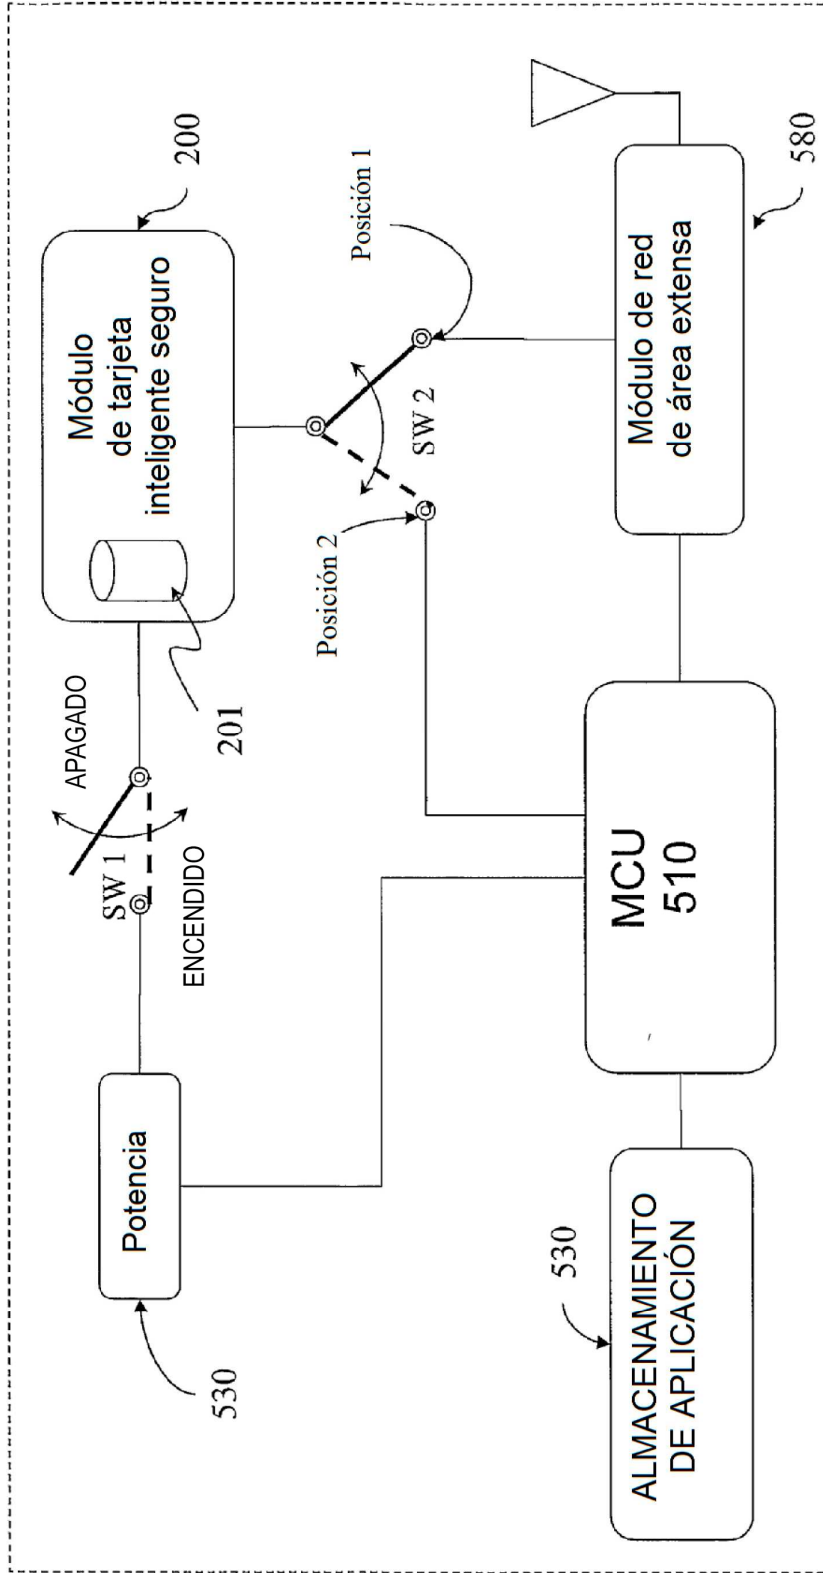 Potencia
530
SW 1
APAGADO
ENCENDIDO
Módulo
de tarjeta
inteligente seguro
200
201
SW 2
Posición 1
Posición 2
ALMACENAMIENTO
DE APLICACIÓN
530
MCU
510
Módulo de red
de área extensa
580